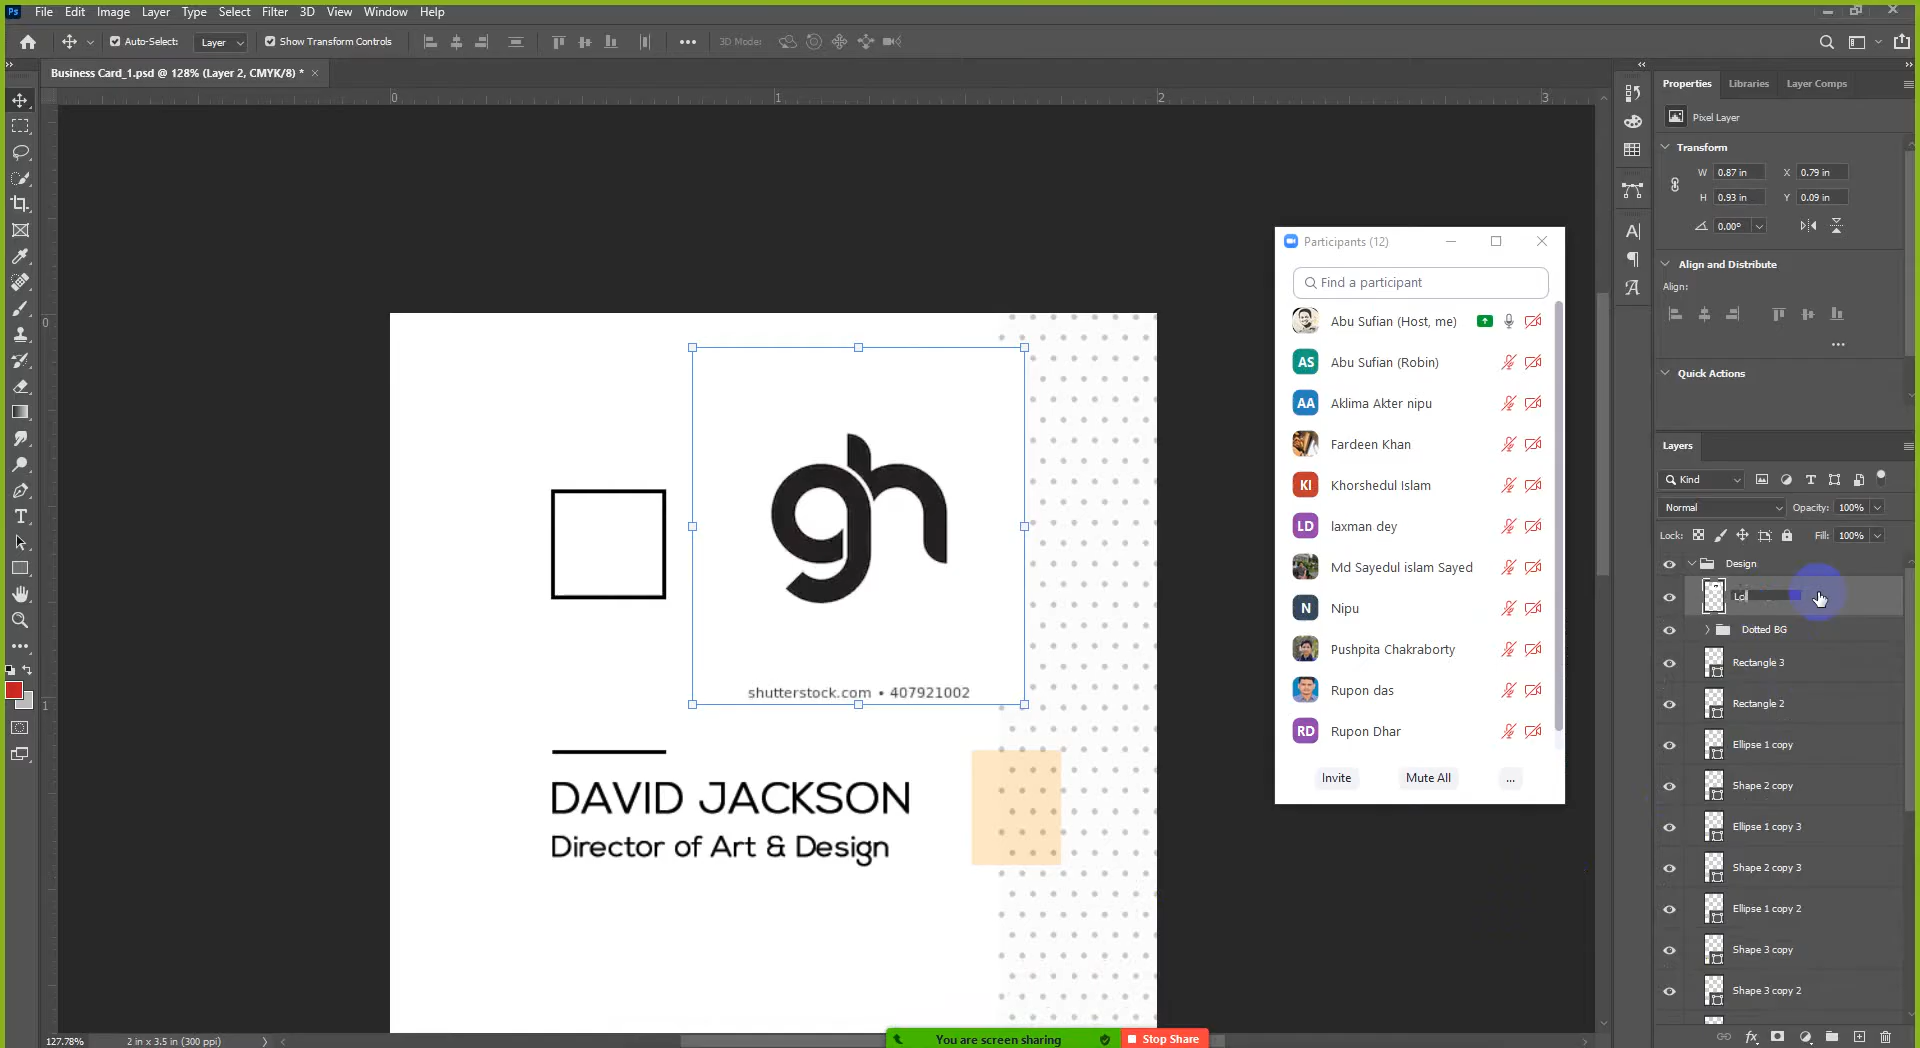 Ps File Edit Image Layer Type Select Filter 3D View Window Help
Auto-Select: Layer Show Transform Controls 3D Mode:
Business Card_1.psd @ 128% (Layer 2, CMYK/8) * ×
Properties Libraries Layer Comps
0 1 2 3
Pixel Layer
Transform
W 0.87 in X 0.79 in
H 0.93 in Y 0.09 in
0.00°
Align and Distribute
Align:
Quick Actions
Participants (12)
Find a participant
Abu Sufian (Host, me)
AS Abu Sufian (Robin)
AA Aklima Akter nipu
Fardeen Khan
KI Khorshedul Islam
LD laxman dey
Md Sayedul islam Sayed
N Nipu
Pushpita Chakraborty
Rupon das
RD Rupon Dhar
Invite Mute All ...
0
1
gh
shutterstock.com • 407921002
DAVID JACKSON
Director of Art & Design
Layers
Kind
Normal Opacity: 100%
Lock: Fill: 100%
Design
Dotted BG
Rectangle 3
Rectangle 2
Ellipse 1 copy
Shape 2 copy
Ellipse 1 copy 3
Shape 2 copy 3
Ellipse 1 copy 2
Shape 3 copy
Shape 3 copy 2
127.78% 2 in x 3.5 in (300 ppi)
You are screen sharing Stop Share
fx